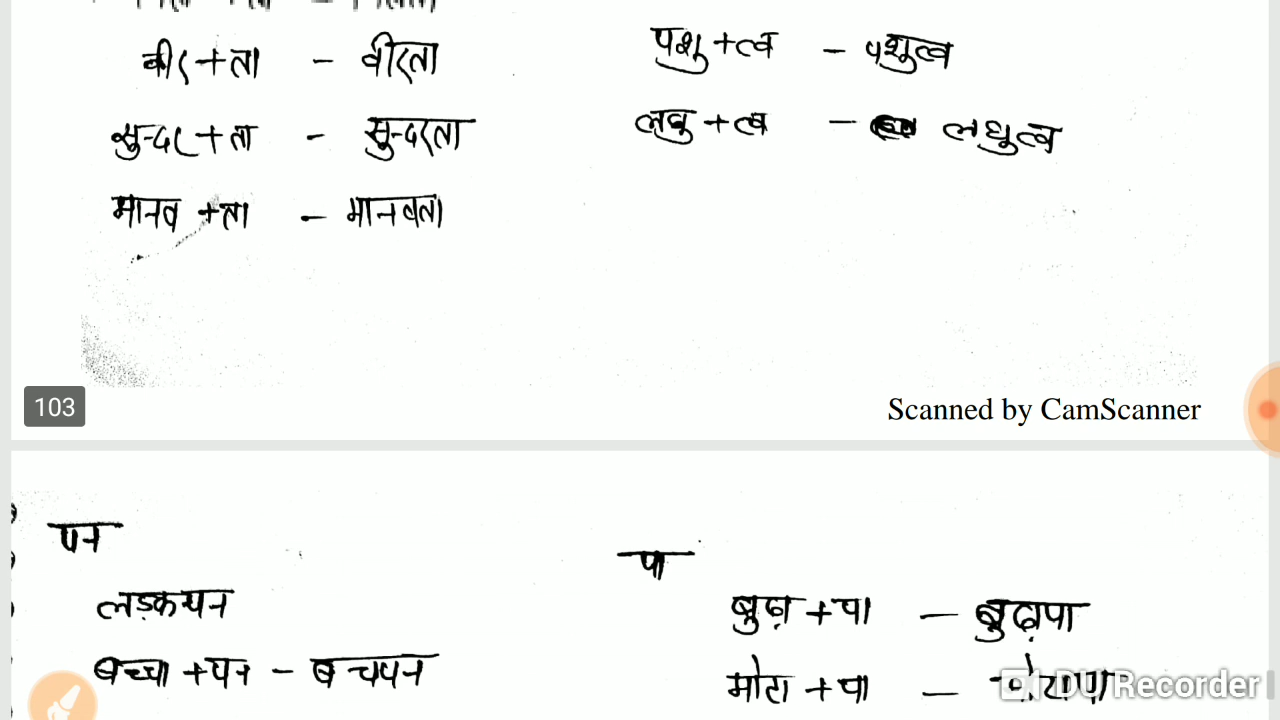 वीर + ता - वीरता
पशु + त्व - पशुत्व
सुन्दर + ता - सुन्दरता
लघु + त्व - लघुत्व
मानव + ता - मानवता
103
Scanned by CamScanner
पन
पा
लड़कपन
बुढ़ा + पा - बुढ़ापा
बच्चा + पन - बचपन
मोटा + पा - मोटापा
DU Recorder